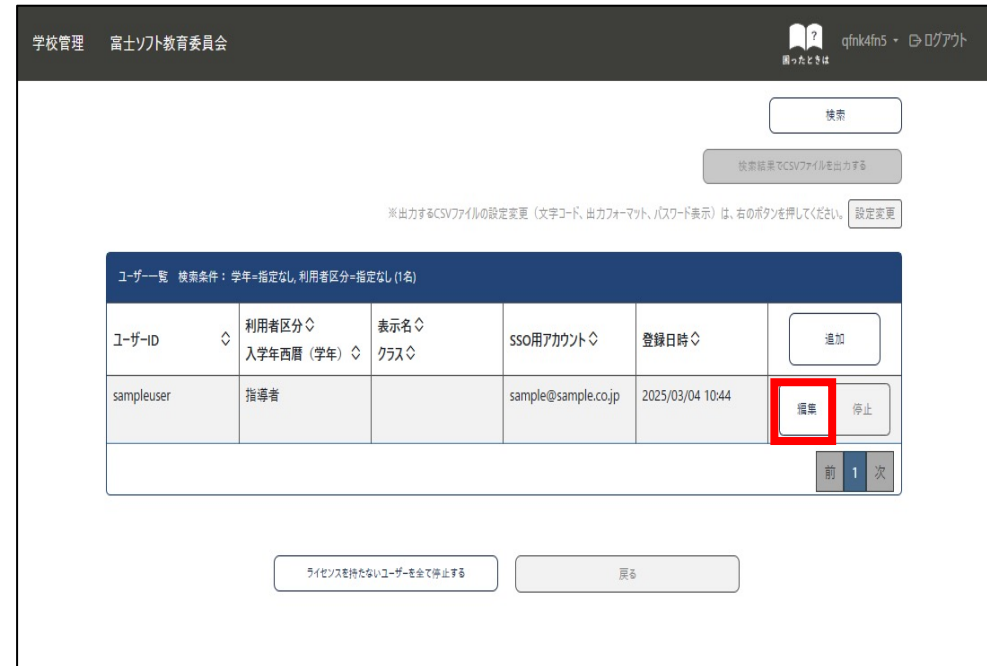 学校管理 富士ソフト教育委員会 ? 困ったときは qfnk4fn5 ログアウト
検索
検索結果でCSVファイルを出力する
※出力するCSVファイルの設定変更（文字コード、出力フォーマット、パスワード表示）は、右のボタンを押してください。 設定変更
ユーザー一覧 検索条件： 学年=指定なし, 利用者区分=指定なし (1名)
ユーザーID 利用者区分 入学年西暦（学年） 表示名 クラス SSO用アカウント 登録日時 追加
sampleuser 指導者 sample@sample.co.jp 2025/03/04 10:44 編集 停止
前 1 次
ライセンスを持たないユーザーを全て停止する 戻る